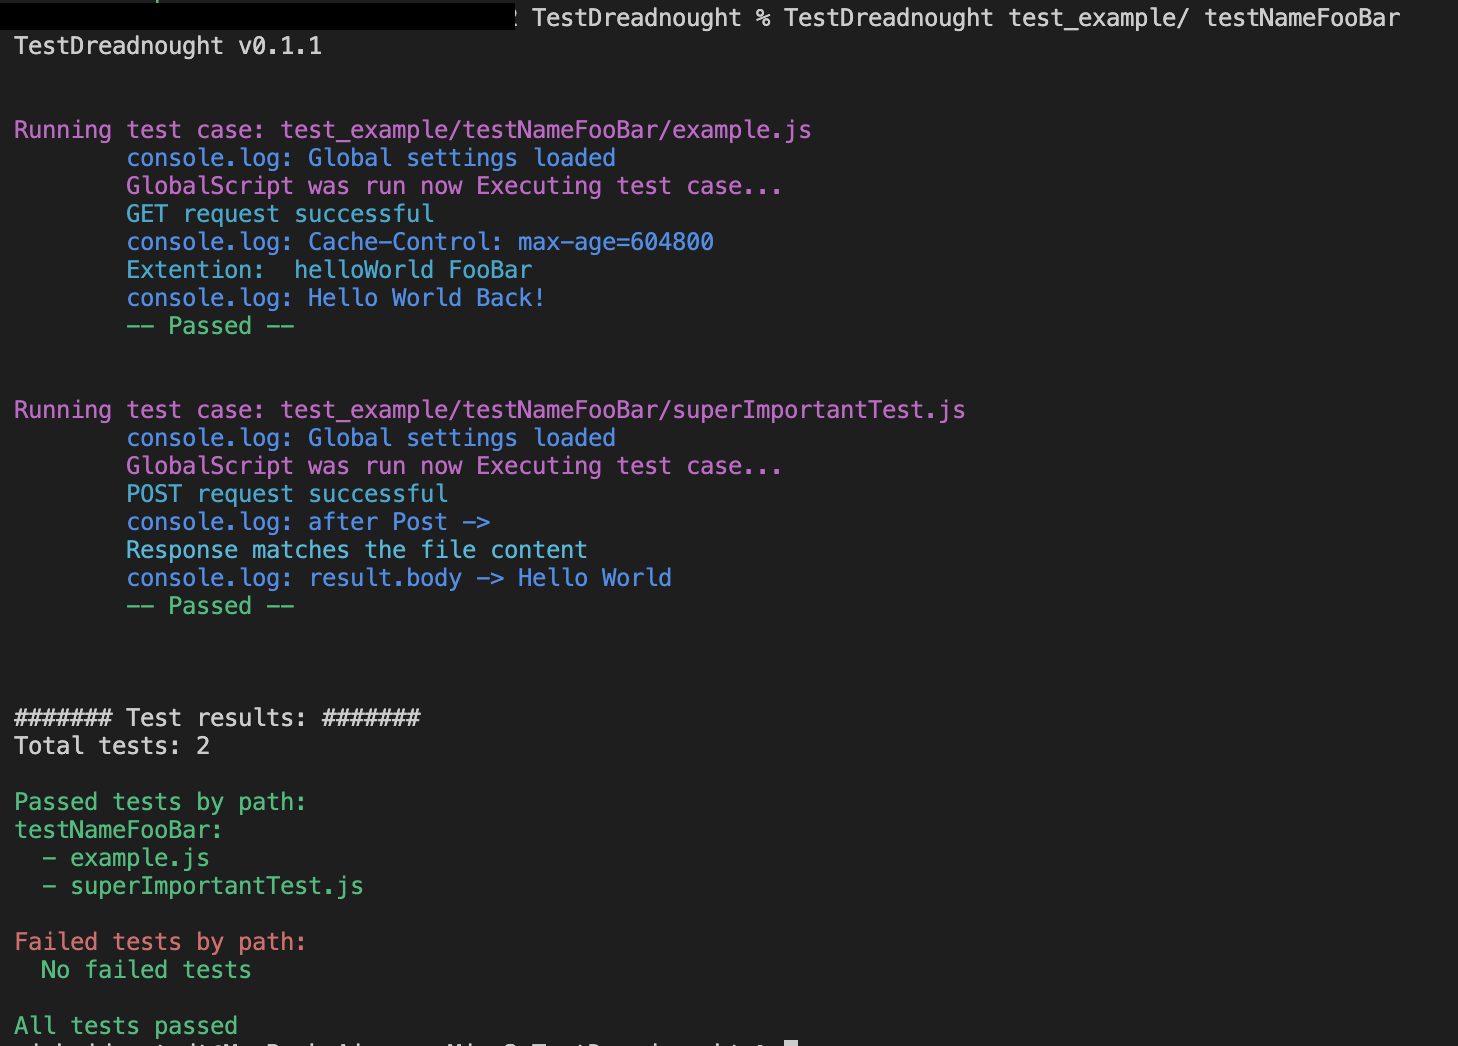 TestDreadnought % TestDreadnought test_example/ testNameFooBar
TestDreadnought v0.1.1
Running test case: test_example/testNameFooBar/example.js
console.log: Global settings loaded
GlobalScript was run now Executing test case...
GET request successful
console.log: Cache-Control: max-age=604800
Extention:  helloWorld FooBar
console.log: Hello World Back!
-- Passed --
Running test case: test_example/testNameFooBar/superImportantTest.js
console.log: Global settings loaded
GlobalScript was run now Executing test case...
POST request successful
console.log: after Post ->
Response matches the file content
console.log: result.body -> Hello World
-- Passed --
####### Test results: #######
Total tests: 2
Passed tests by path:
testNameFooBar:
- example.js
- superImportantTest.js
Failed tests by path:
No failed tests
All tests passed